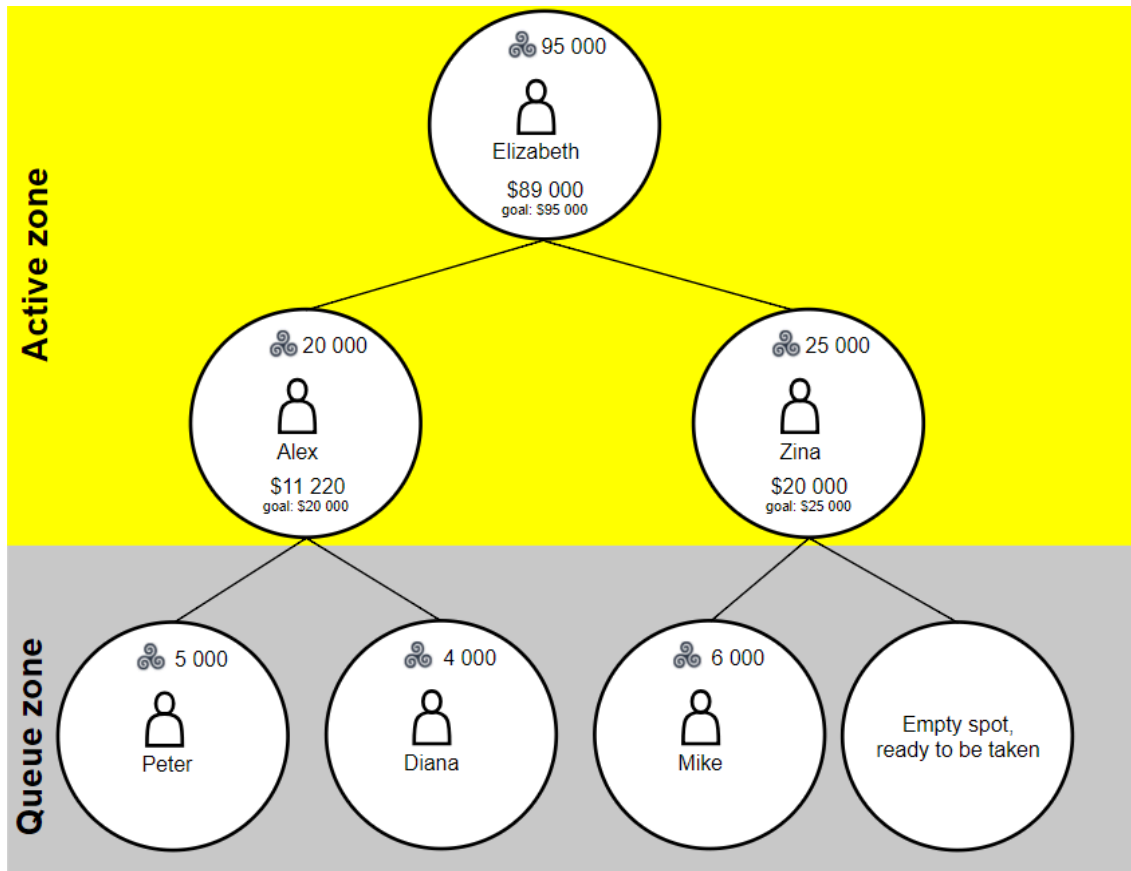 Active zone
95 000
Elizabeth
$89 000
goal: $95 000
20 000
Alex
$11 220
goal: $20 000
25 000
Zina
$20 000
goal: $25 000
Queue zone
5 000
Peter
4 000
Diana
6 000
Mike
Empty spot,
ready to be taken